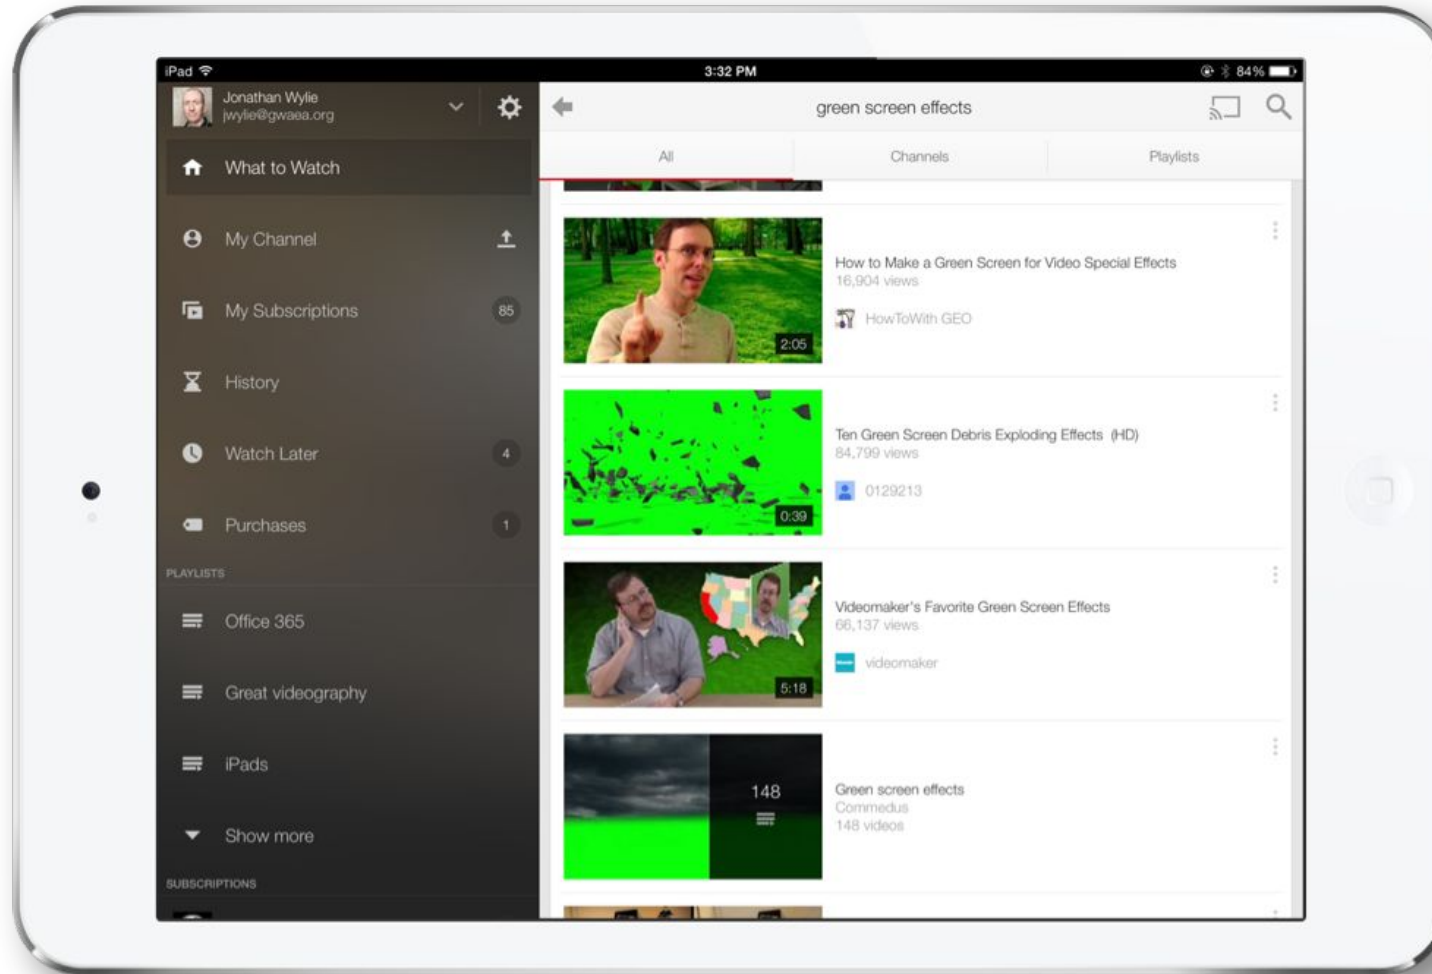 iPad
3:32 PM
84%
Jonathan Wylie
jwylie@gwaea.org
What to Watch
My Channel
My Subscriptions
85
History
Watch Later
4
Purchases
1
PLAYLISTS
Office 365
Great videography
iPads
Show more
SUBSCRIPTIONS
green screen effects
All
Channels
Playlists
2:05
How to Make a Green Screen for Video Special Effects
16,904 views
HowToWith GEO
0:39
Ten Green Screen Debris Exploding Effects (HD)
84,799 views
0129213
5:18
Videomaker's Favorite Green Screen Effects
66,137 views
videomaker
148
Green screen effects
Commedus
148 videos